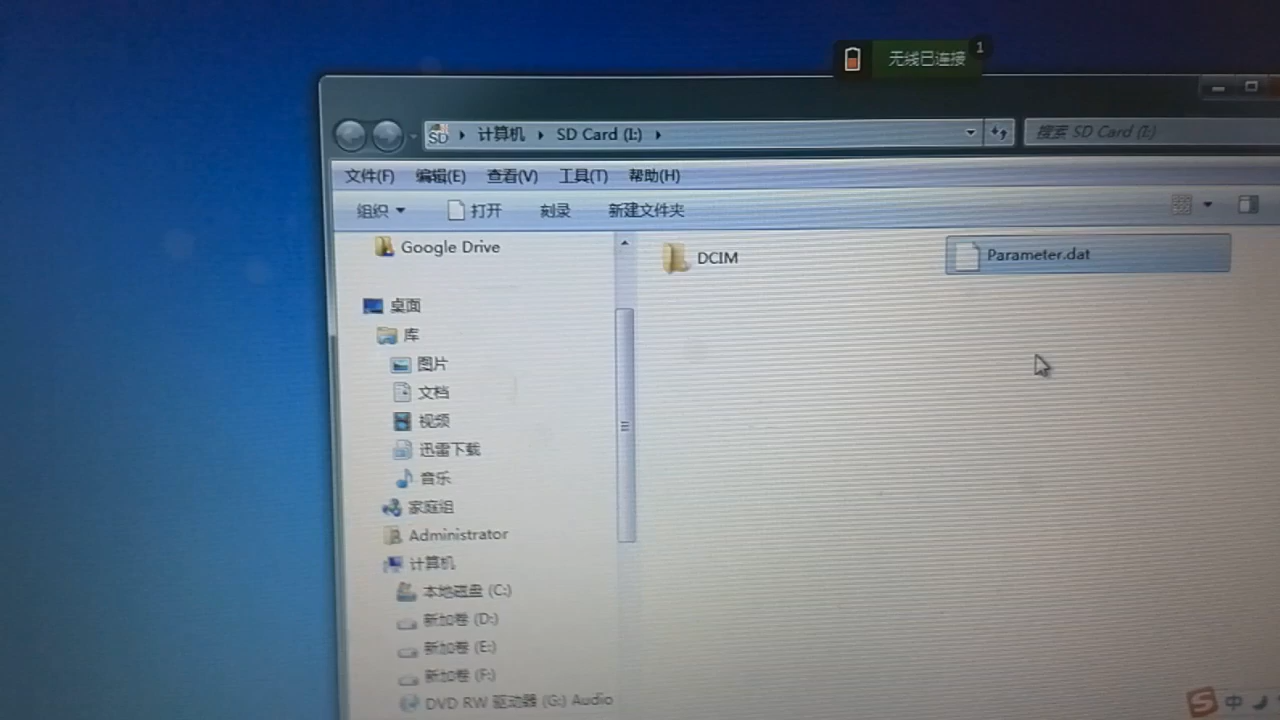 无线已连接 1
计算机 SD Card (I:) 搜索 SD Card (I:)
文件(F) 编辑(E) 查看(V) 工具(T) 帮助(H)
组织 打开 刻录 新建文件夹
Google Drive
DCIM
Parameter.dat
桌面
库
图片
文档
视频
迅雷下载
音乐
家庭组
Administrator
计算机
本地磁盘 (C:)
新加卷 (D:)
新加卷 (E:)
新加卷 (F:)
DVD RW 驱动器 (G:) Audio
中